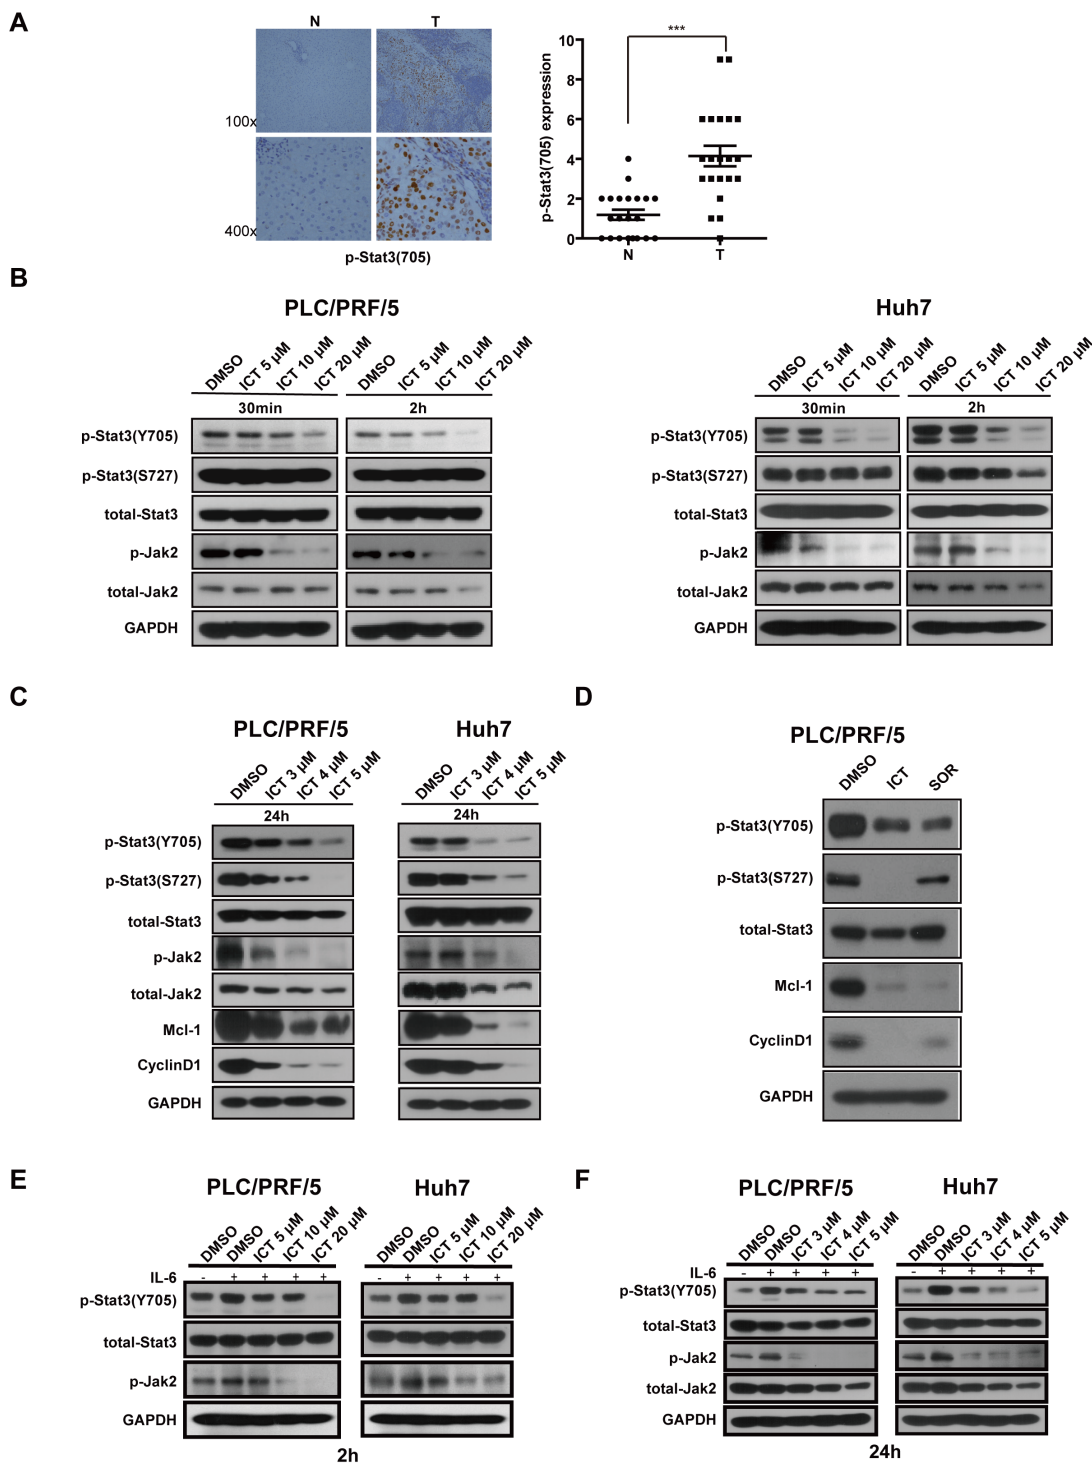 A
N T
100x
400x
p-Stat3(705)
p-Stat3(705) expression
10
8
6
4
2
0
***
N T
B
PLC/PRF/5
DMSO ICT 5 µM ICT 10 µM ICT 20 µM DMSO ICT 5 µM ICT 10 µM ICT 20 µM
30min 2h
p-Stat3(Y705)
p-Stat3(S727)
total-Stat3
p-Jak2
total-Jak2
GAPDH
Huh7
DMSO ICT 5 µM ICT 10 µM ICT 20 µM DMSO ICT 5 µM ICT 10 µM ICT 20 µM
30min 2h
p-Stat3(Y705)
p-Stat3(S727)
total-Stat3
p-Jak2
total-Jak2
GAPDH
C
PLC/PRF/5 Huh7
DMSO ICT 3 µM ICT 4 µM ICT 5 µM DMSO ICT 3 µM ICT 4 µM ICT 5 µM
24h 24h
p-Stat3(Y705)
p-Stat3(S727)
total-Stat3
p-Jak2
total-Jak2
Mcl-1
CyclinD1
GAPDH
D
PLC/PRF/5
DMSO ICT SOR
p-Stat3(Y705)
p-Stat3(S727)
total-Stat3
Mcl-1
CyclinD1
GAPDH
E
PLC/PRF/5 Huh7
DMSO DMSO ICT 5 µM ICT 10 µM ICT 20 µM DMSO DMSO ICT 5 µM ICT 10 µM ICT 20 µM
IL-6 - + + + + - + + + +
p-Stat3(Y705)
total-Stat3
p-Jak2
GAPDH
2h
F
PLC/PRF/5 Huh7
DMSO DMSO ICT 3 µM ICT 4 µM ICT 5 µM DMSO DMSO ICT 3 µM ICT 4 µM ICT 5 µM
IL-6 - + + + + - + + + +
p-Stat3(Y705)
total-Stat3
p-Jak2
total-Jak2
GAPDH
24h